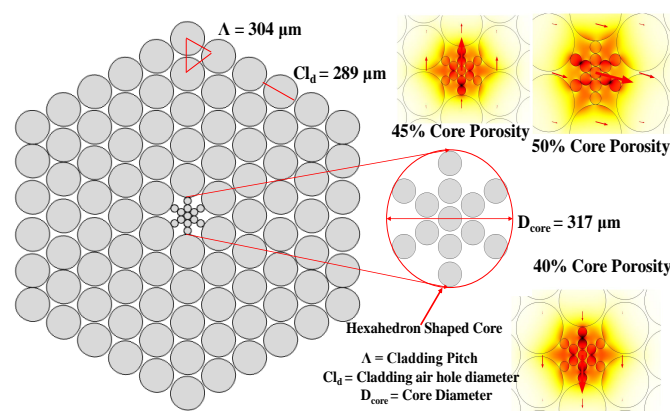 Λ = 304 µm
Cl_d = 289 µm
45% Core Porosity
50% Core Porosity
D_core = 317 µm
40% Core Porosity
Hexahedron Shaped Core
Λ = Cladding Pitch
Cl_d = Cladding air hole diameter
D_core = Core Diameter